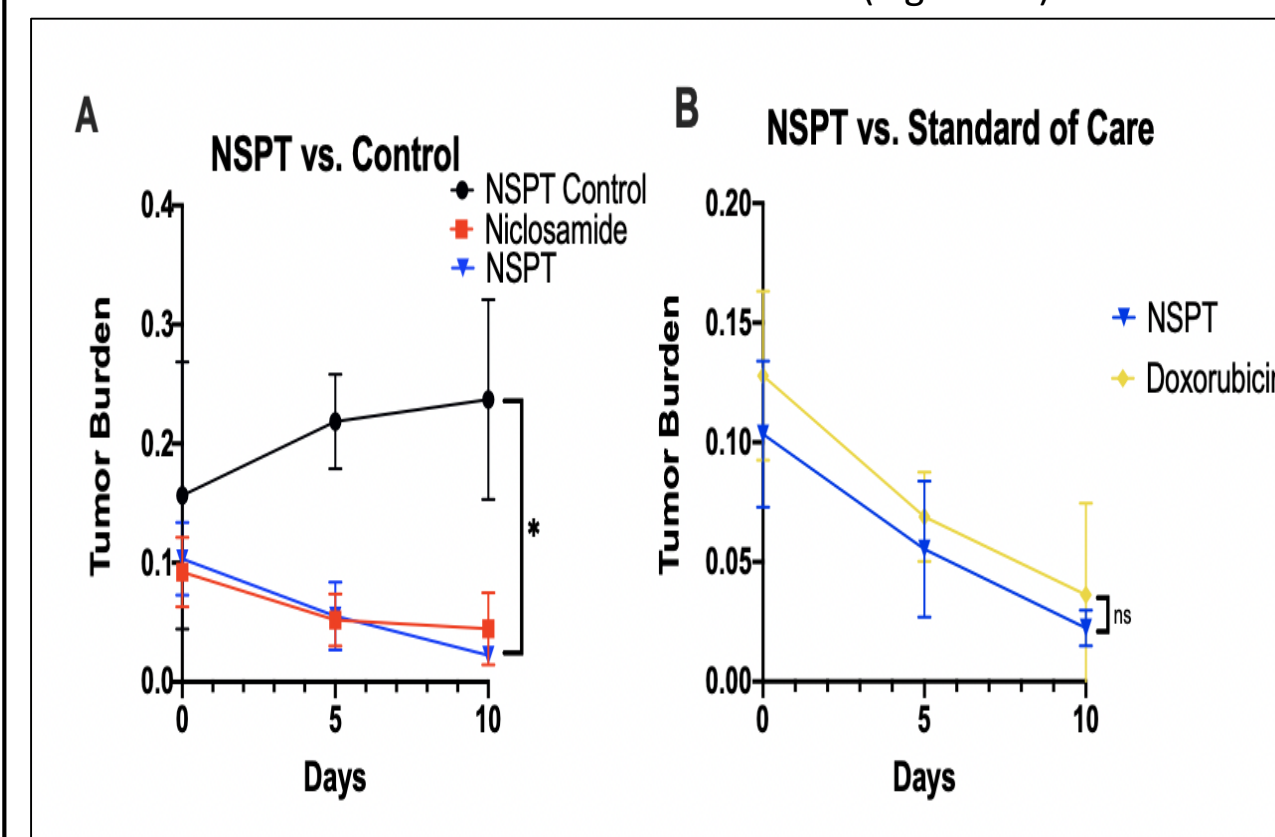 A
NSPT vs. Control
NSPT Control
Niclosamide
NSPT
Tumor Burden
0.4
0.3
0.2
0.1
0.0
0 5 10
Days
*
B
NSPT vs. Standard of Care
NSPT
Doxorubicin
Tumor Burden
0.20
0.15
0.10
0.05
0.00
0 5 10
Days
ns